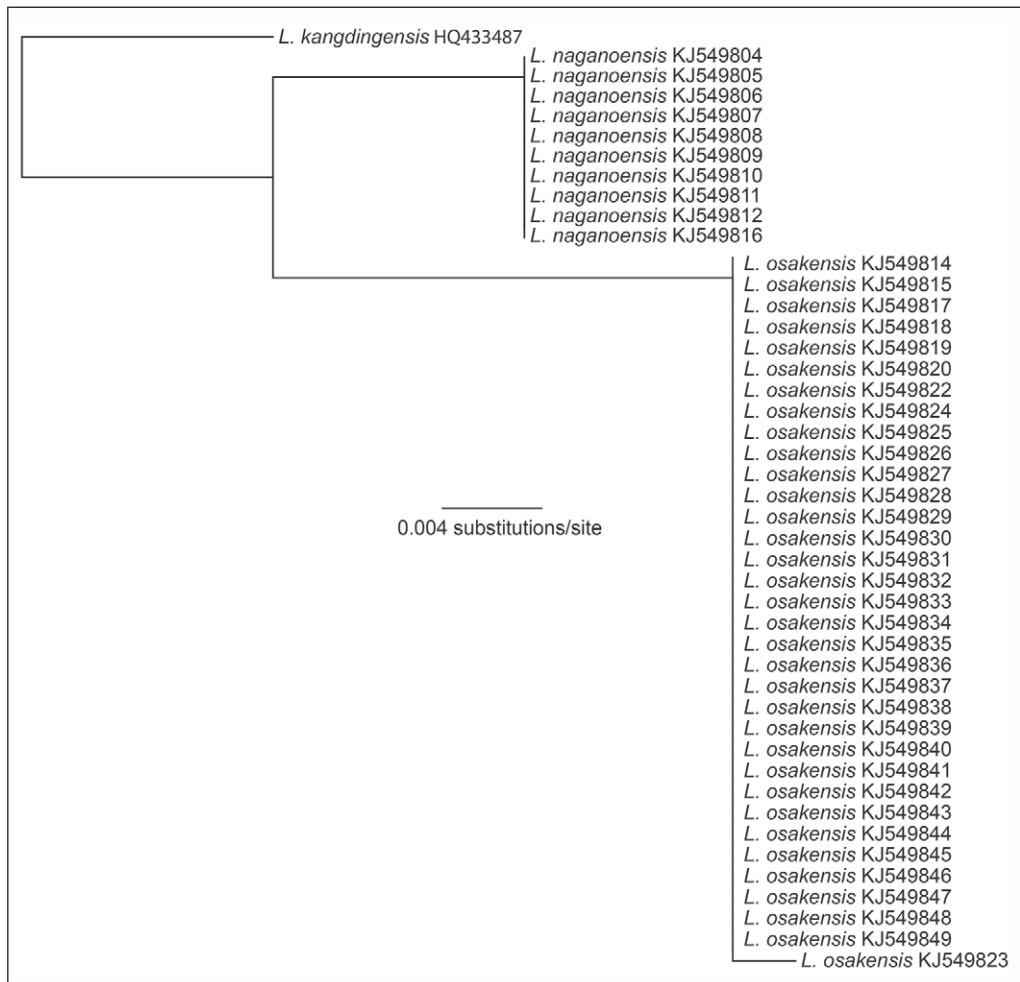 L. kangdingensis HQ433487
L. naganoensis KJ549804
L. naganoensis KJ549805
L. naganoensis KJ549806
L. naganoensis KJ549807
L. naganoensis KJ549808
L. naganoensis KJ549809
L. naganoensis KJ549810
L. naganoensis KJ549811
L. naganoensis KJ549812
L. naganoensis KJ549816
L. osakensis KJ549814
L. osakensis KJ549815
L. osakensis KJ549817
L. osakensis KJ549818
L. osakensis KJ549819
L. osakensis KJ549820
L. osakensis KJ549822
L. osakensis KJ549824
L. osakensis KJ549825
L. osakensis KJ549826
L. osakensis KJ549827
L. osakensis KJ549828
L. osakensis KJ549829
L. osakensis KJ549830
L. osakensis KJ549831
L. osakensis KJ549832
L. osakensis KJ549833
L. osakensis KJ549834
L. osakensis KJ549835
L. osakensis KJ549836
L. osakensis KJ549837
L. osakensis KJ549838
L. osakensis KJ549839
L. osakensis KJ549840
L. osakensis KJ549841
L. osakensis KJ549842
L. osakensis KJ549843
L. osakensis KJ549844
L. osakensis KJ549845
L. osakensis KJ549846
L. osakensis KJ549847
L. osakensis KJ549848
L. osakensis KJ549849
L. osakensis KJ549823
0.004 substitutions/site